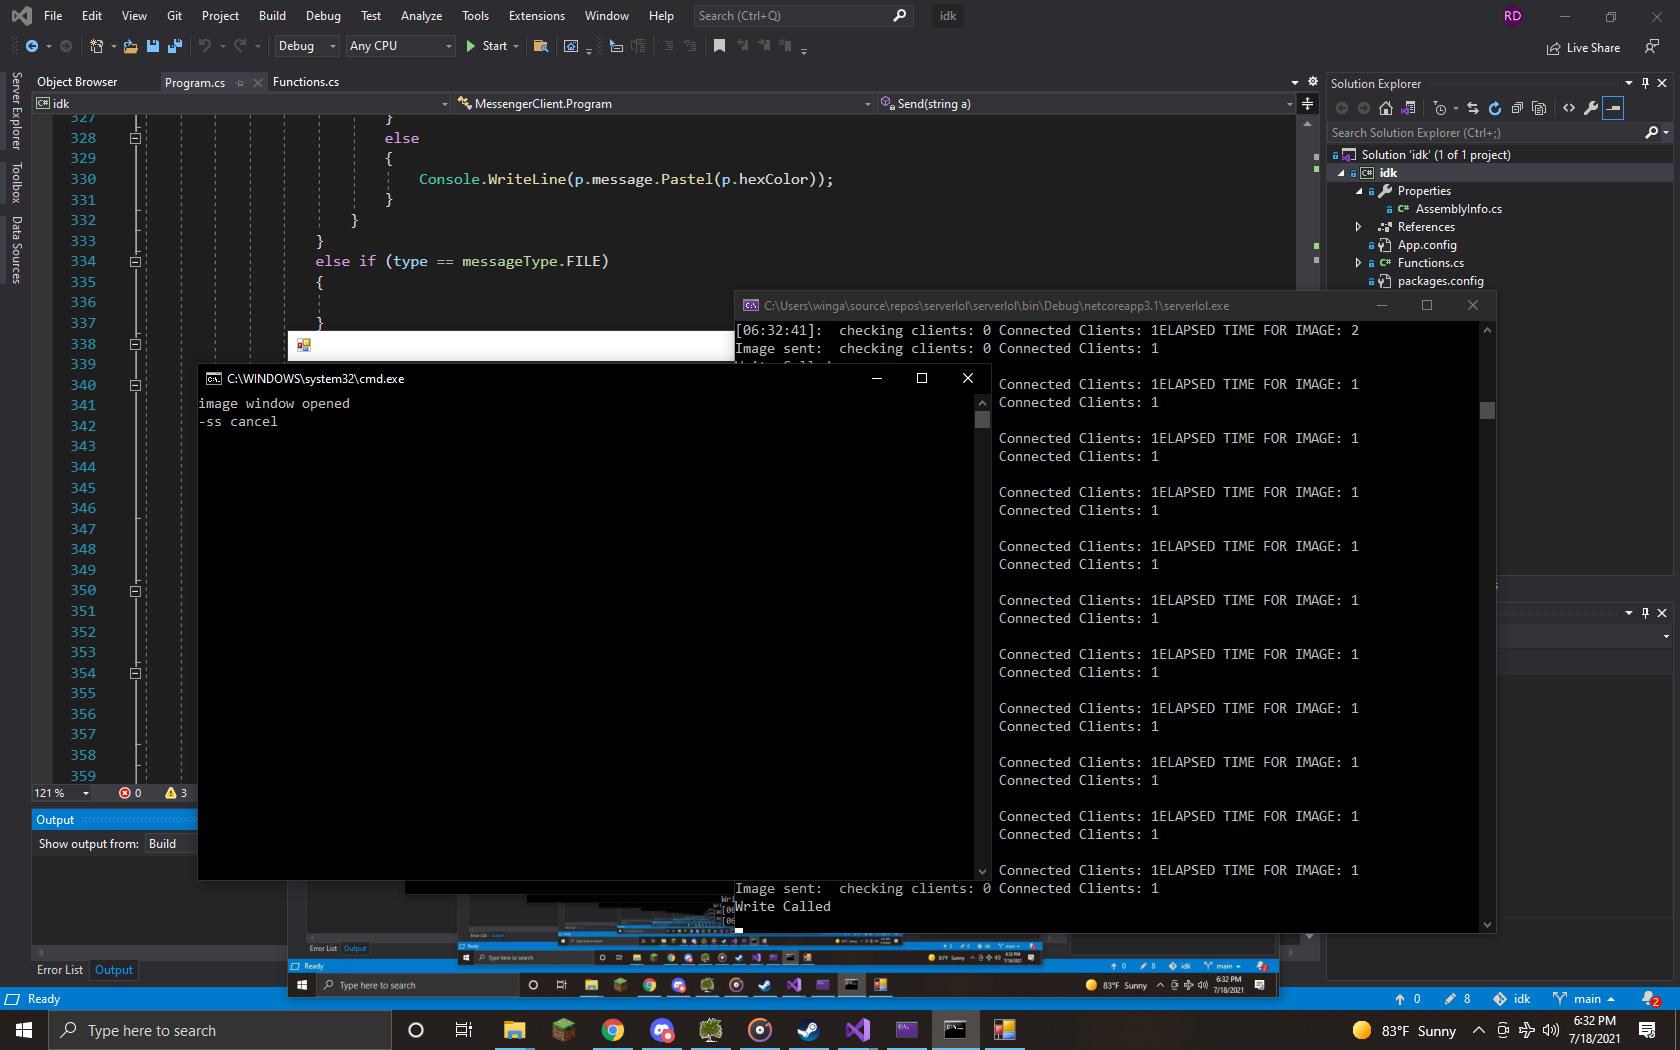 File Edit View Git Project Build Debug Test Analyze Tools Extensions Window Help Search (Ctrl+Q) idk RD
Debug Any CPU Start Live Share
Server Explorer
Toolbox
Data Sources
Object Browser Program.cs Functions.cs
C# idk MessengerClient.Program Send(string a)
327 }
328 else
329 {
330 Console.WriteLine(p.message.Pastel(p.hexColor));
331 }
332 }
333 }
334 else if (type == messageType.FILE)
335 {
336
337 }
338
339
340
341
342
343
344
345
346
347
348
349
350
351
352
353
354
355
356
357
358
359
121 % 0 3
Output
Show output from: Build
Error List Output
Ready
Solution Explorer
Search Solution Explorer (Ctrl+;)
Solution 'idk' (1 of 1 project)
C# idk
Properties
C# AssemblyInfo.cs
References
App.config
C# Functions.cs
packages.config
C:\Users\winga\source\repos\serverlol\serverlol\bin\Debug\netcoreapp3.1\serverlol.exe
[06:32:41]:  checking clients: 0 Connected Clients: 1ELAPSED TIME FOR IMAGE: 2
Image sent:  checking clients: 0 Connected Clients: 1
Connected Clients: 1ELAPSED TIME FOR IMAGE: 1
Connected Clients: 1
Connected Clients: 1ELAPSED TIME FOR IMAGE: 1
Connected Clients: 1
Connected Clients: 1ELAPSED TIME FOR IMAGE: 1
Connected Clients: 1
Connected Clients: 1ELAPSED TIME FOR IMAGE: 1
Connected Clients: 1
Connected Clients: 1ELAPSED TIME FOR IMAGE: 1
Connected Clients: 1
Connected Clients: 1ELAPSED TIME FOR IMAGE: 1
Connected Clients: 1
Connected Clients: 1ELAPSED TIME FOR IMAGE: 1
Connected Clients: 1
Connected Clients: 1ELAPSED TIME FOR IMAGE: 1
Connected Clients: 1
Connected Clients: 1ELAPSED TIME FOR IMAGE: 1
Connected Clients: 1
Connected Clients: 1ELAPSED TIME FOR IMAGE: 1
Image sent:  checking clients: 0 Connected Clients: 1
Write Called
C:\WINDOWS\system32\cmd.exe
image window opened
-ss cancel
Error List Output
Ready 0 8 idk main 2
Type here to search 83°F Sunny 6:32 PM
7/18/2021
0 8 idk main 2
Type here to search 83°F Sunny 6:32 PM
7/18/2021